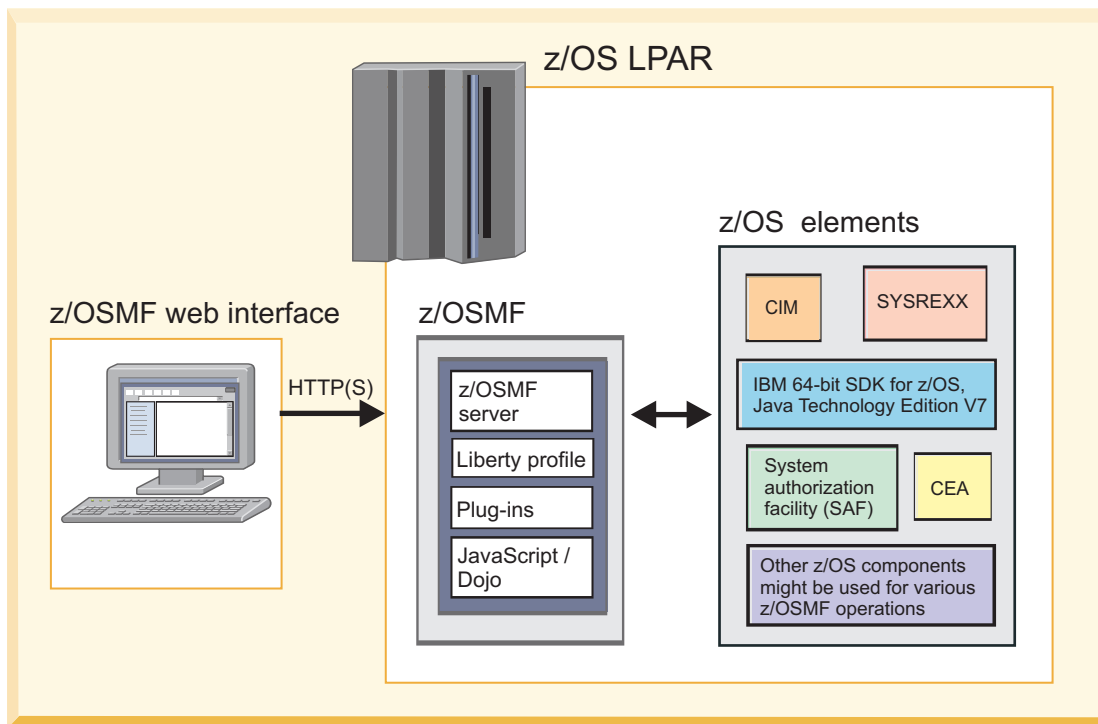 z/OS LPAR
z/OSMF web interface
HTTP(S)
z/OSMF
z/OSMF
server
Liberty profile
Plug-ins
JavaScript /
Dojo
z/OS elements
CIM
SYSREXX
IBM 64-bit SDK for z/OS,
Java Technology Edition V7
System
authorization
facility (SAF)
CEA
Other z/OS components
might be used for various
z/OSMF operations